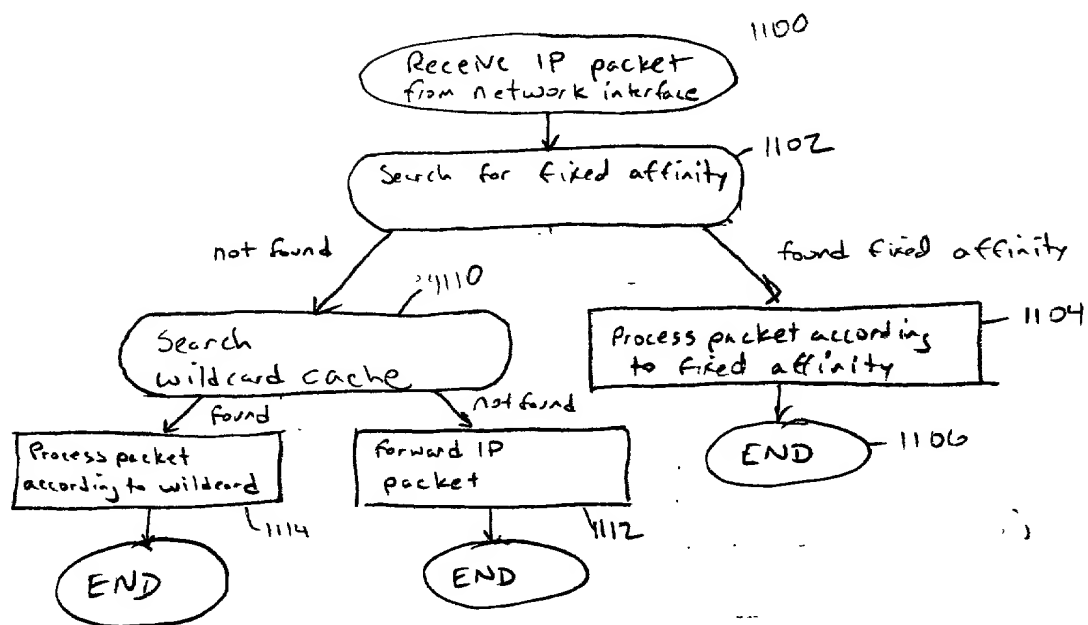 1100
Receive IP packet
from network interface
1102
Search for fixed affinity
not found
found fixed affinity
1110
Search
wildcard cache
1104
Process packet according
to fixed affinity
found
not found
Process packet
according to wildcard
Forward IP
packet
END
1106
1114
1112
END
END